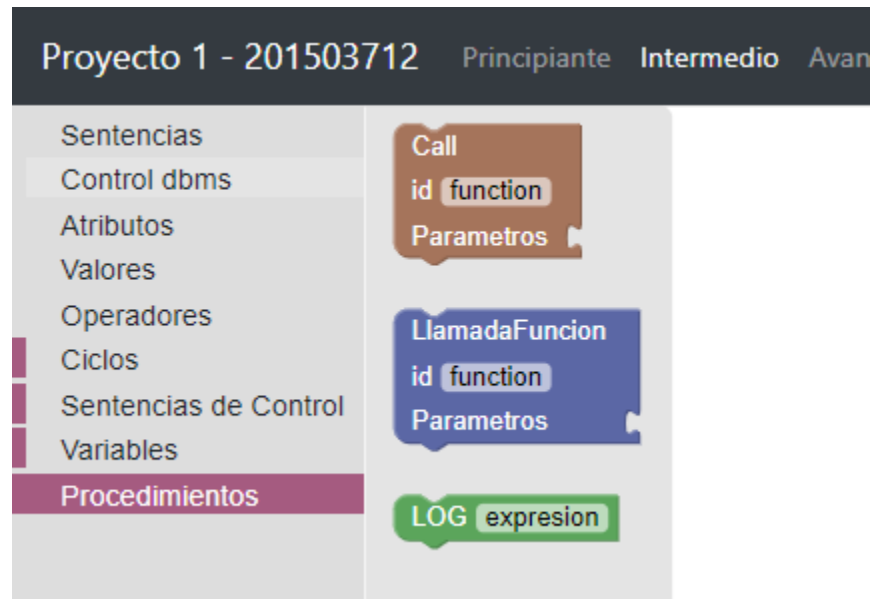 Proyecto 1 - 201503712 Principiante Intermedio Avan
Sentencias
Control dbms
Atributos
Valores
Operadores
Ciclos
Sentencias de Control
Variables
Procedimientos
Call
id function
Parametros
LlamadaFuncion
id function
Parametros
LOG expresion